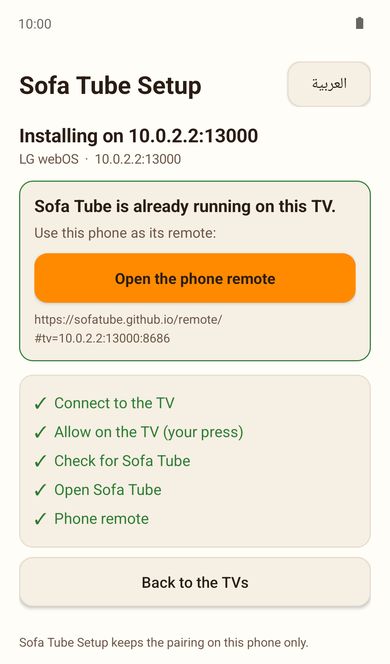 10:00
Sofa Tube Setup
العربية
Installing on 10.0.2.2:13000
LG webOS · 10.0.2.2:13000
Sofa Tube is already running on this TV.
Use this phone as its remote:
Open the phone remote
https://sofatube.github.io/remote/
#tv=10.0.2.2:13000:8686
✓ Connect to the TV
✓ Allow on the TV (your press)
✓ Check for Sofa Tube
✓ Open Sofa Tube
✓ Phone remote
Back to the TVs
Sofa Tube Setup keeps the pairing on this phone only.